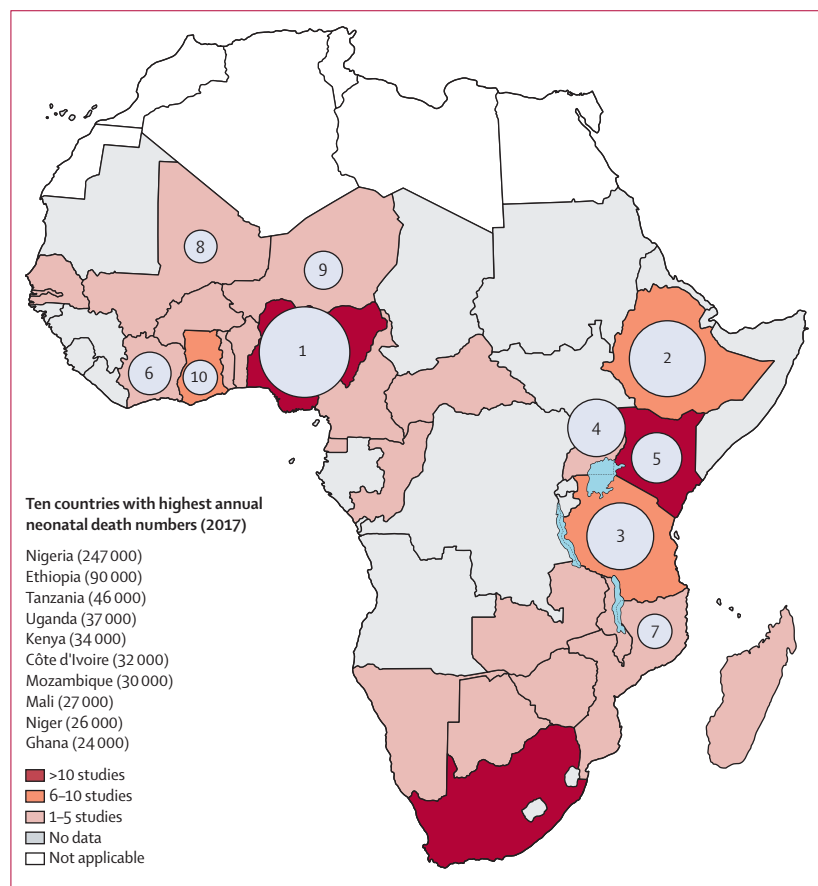 8
9
1
2
6
10
4
5
3
7
Ten countries with highest annual
neonatal death numbers (2017)
Nigeria (247 000)
Ethiopia (90 000)
Tanzania (46 000)
Uganda (37 000)
Kenya (34 000)
Côte d'Ivoire (32 000)
Mozambique (30 000)
Mali (27 000)
Niger (26 000)
Ghana (24 000)
>10 studies
6–10 studies
1–5 studies
No data
Not applicable